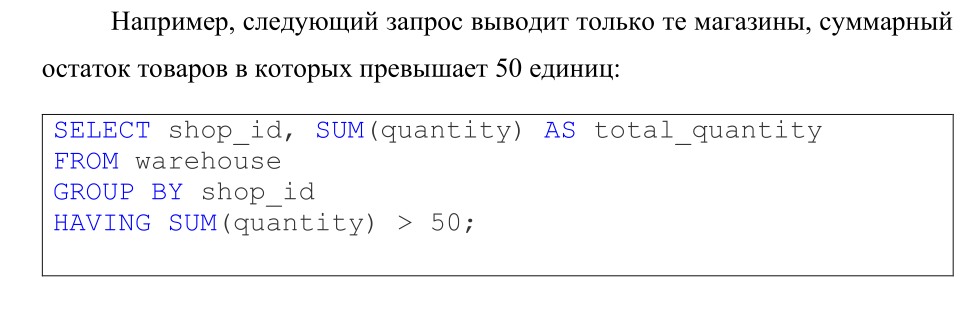 Например, следующий запрос выводит только те магазины, суммарный
остаток товаров в которых превышает 50 единиц:
SELECT shop_id, SUM(quantity) AS total_quantity
FROM warehouse
GROUP BY shop_id
HAVING SUM(quantity) > 50;